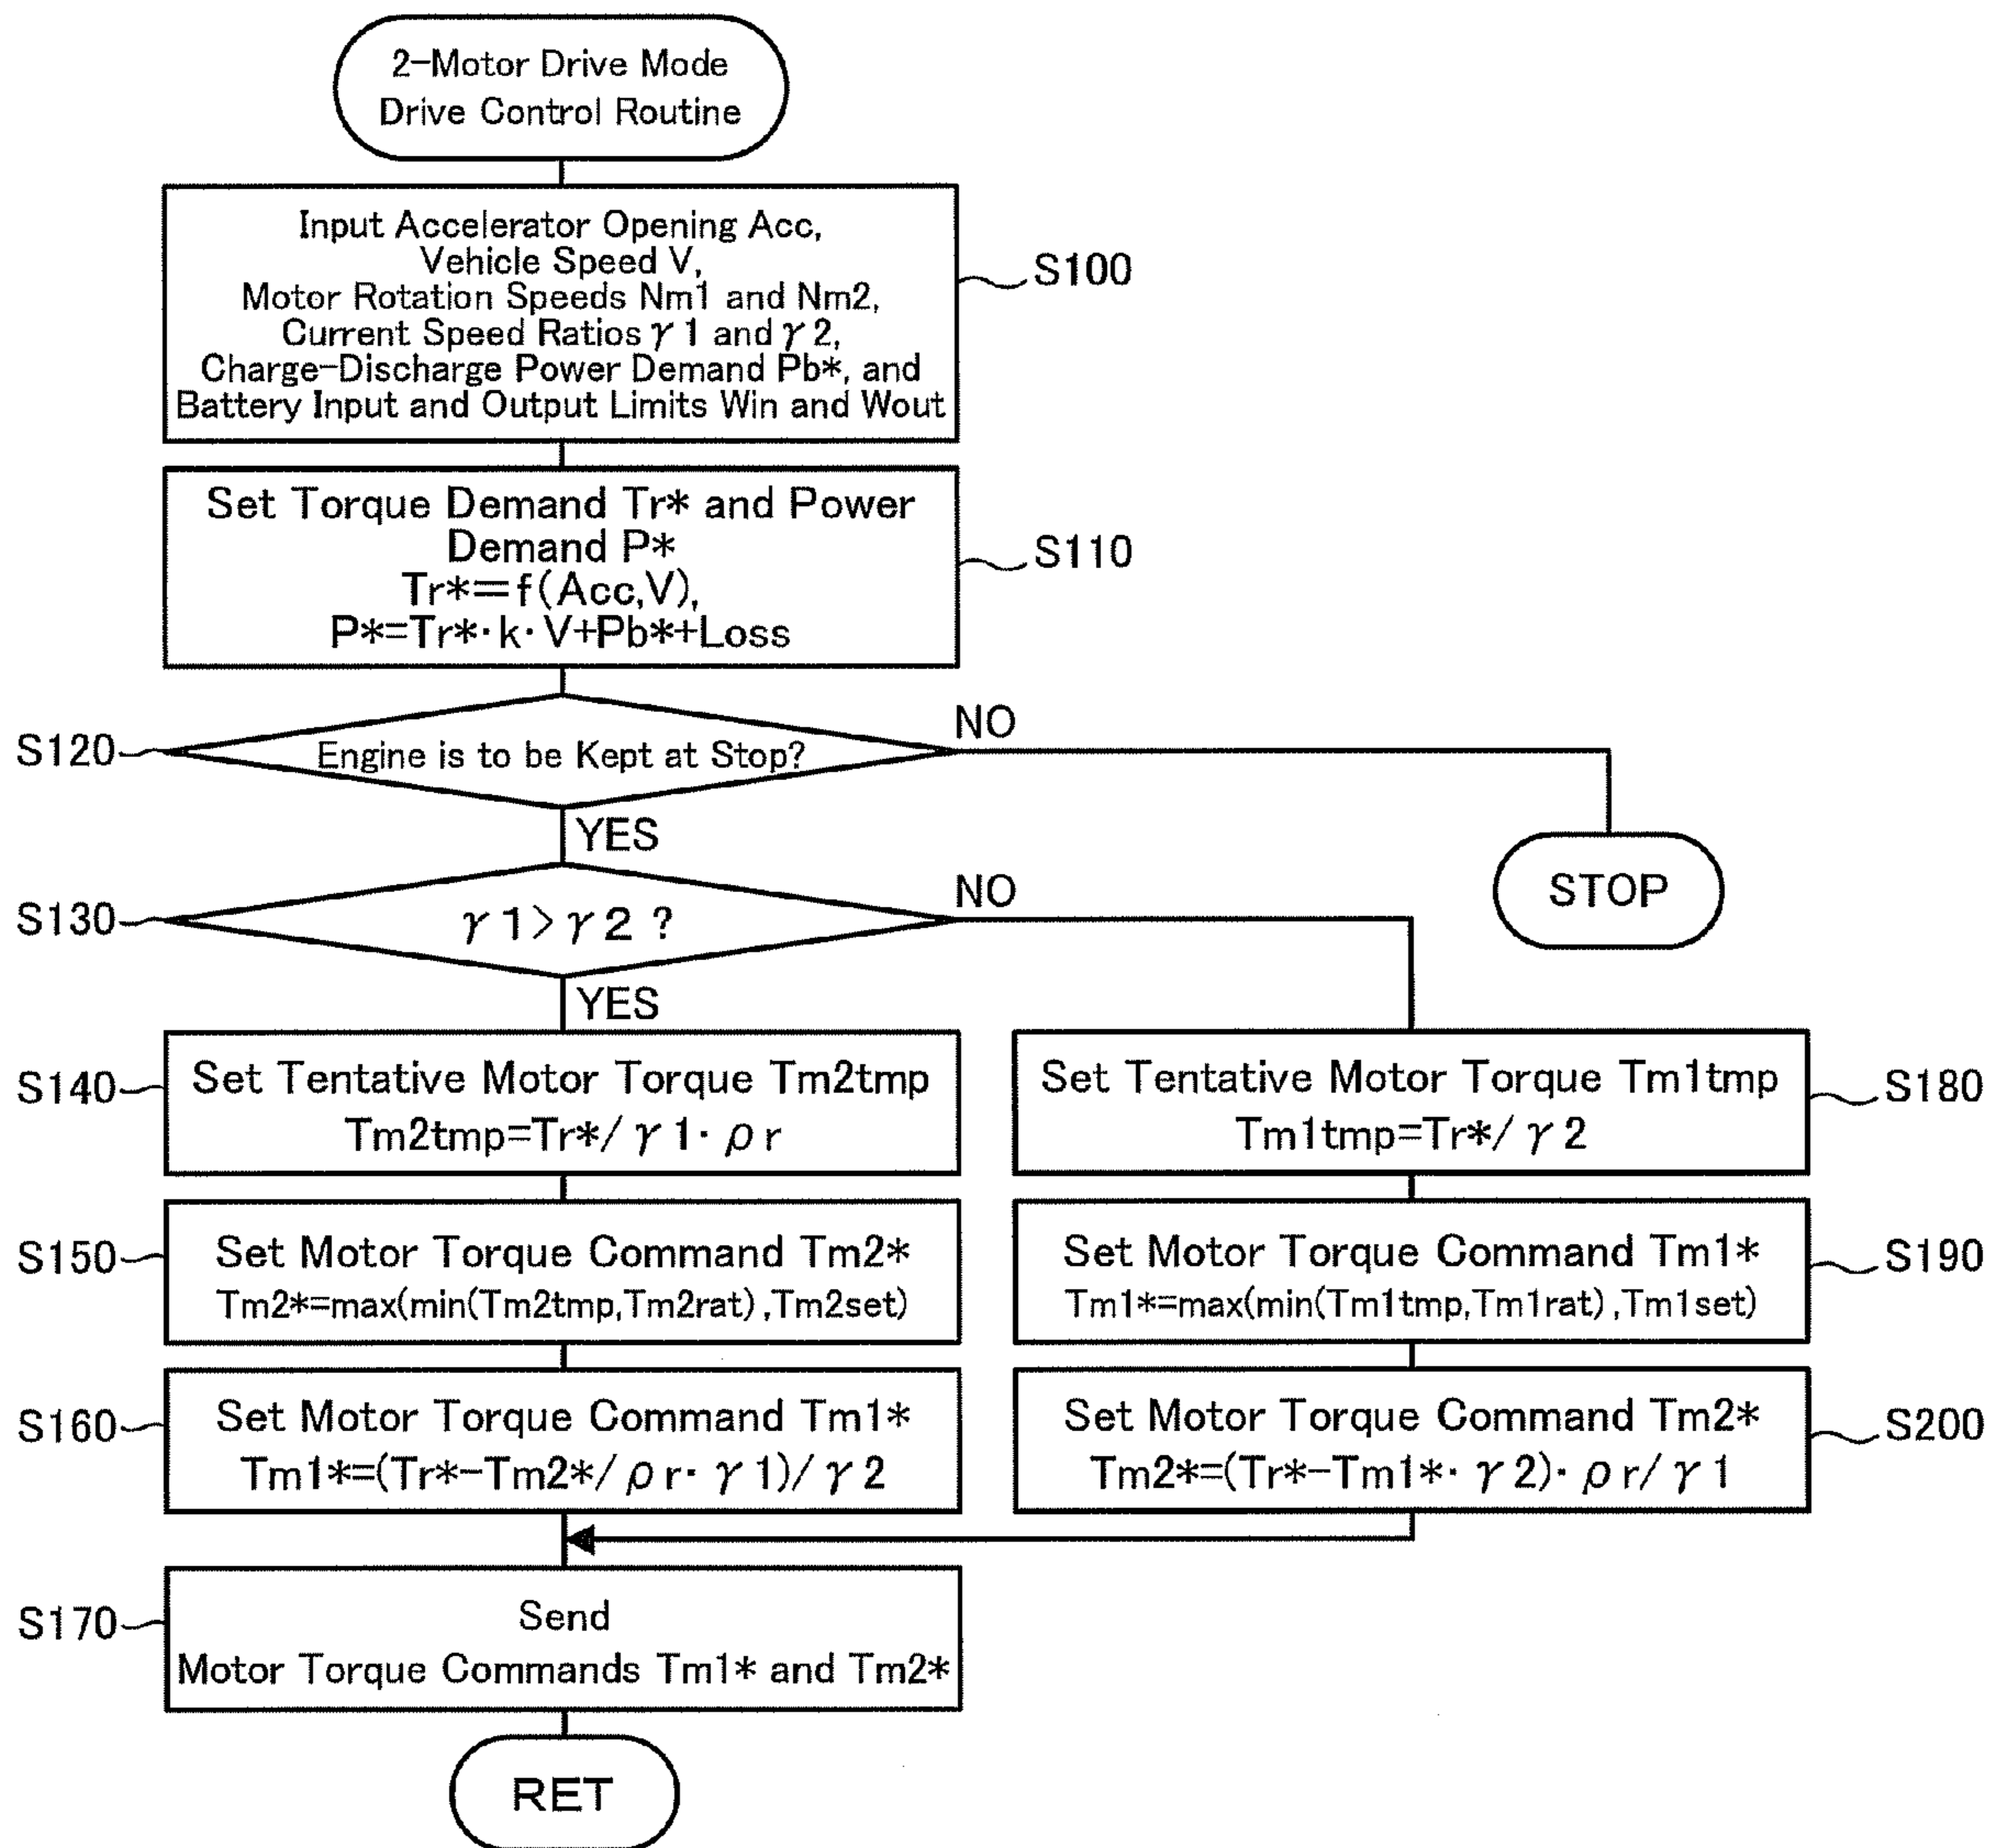 2-Motor Drive Mode
Drive Control Routine
Input Accelerator Opening Acc,
Vehicle Speed V,
Motor Rotation Speeds Nm1 and Nm2,
Current Speed Ratios γ1 and γ2,
Charge-Discharge Power Demand Pb*, and
Battery Input and Output Limits Win and Wout
S100
Set Torque Demand Tr* and Power
Demand P*
Tr*=f(Acc,V),
P*=Tr*·k·V+Pb*+Loss
S110
S120
Engine is to be Kept at Stop?
NO
YES
STOP
S130
γ1>γ2 ?
NO
YES
S140
Set Tentative Motor Torque Tm2tmp
Tm2tmp=Tr*/γ1·ρr
Set Tentative Motor Torque Tm1tmp
Tm1tmp=Tr*/γ2
S180
S150
Set Motor Torque Command Tm2*
Tm2*=max(min(Tm2tmp,Tm2rat),Tm2set)
Set Motor Torque Command Tm1*
Tm1*=max(min(Tm1tmp,Tm1rat),Tm1set)
S190
S160
Set Motor Torque Command Tm1*
Tm1*=(Tr*-Tm2*/ρr·γ1)/γ2
Set Motor Torque Command Tm2*
Tm2*=(Tr*-Tm1*·γ2)·ρr/γ1
S200
S170
Send
Motor Torque Commands Tm1* and Tm2*
RET